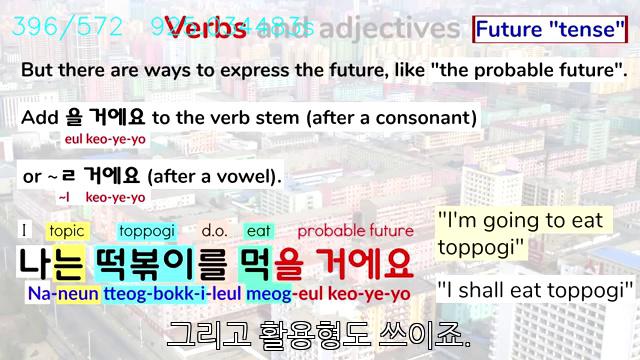 396/572 925.034483s
Verbs and adjectives
Future "tense"
But there are ways to express the future, like "the probable future".
Add 을 거에요 to the verb stem (after a consonant)
eul keo-ye-yo
or ~ㄹ 거에요 (after a vowel).
~l keo-ye-yo
I topic toppogi d.o. eat probable future
나는 떡볶이를 먹을 거에요
Na-neun tteog-bokk-i-leul meog-eul keo-ye-yo
"I'm going to eat
toppogi"
"I shall eat toppogi"
그리고 활용형도 쓰이죠.